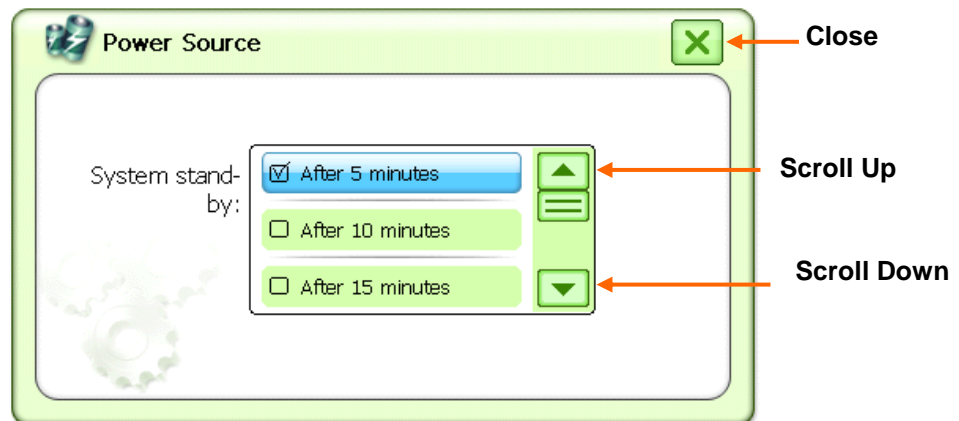 Power Source
Close
System stand-
by:
After 5 minutes
After 10 minutes
After 15 minutes
Scroll Up
Scroll Down